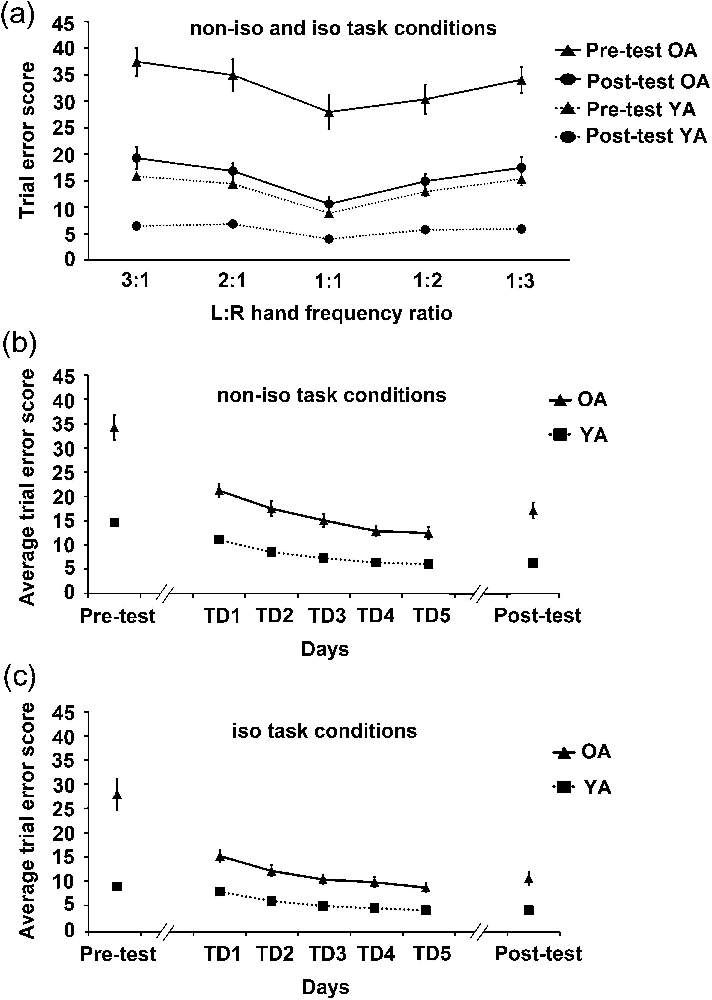 (a)
non-iso and iso task conditions
Trial error score
45
40
35
30
25
20
15
10
5
0
3:1 2:1 1:1 1:2 1:3
L:R hand frequency ratio
Pre-test OA
Post-test OA
Pre-test YA
Post-test YA
(b)
non-iso task conditions
Average trial error score
45
40
35
30
25
20
15
10
5
0
Pre-test TD1 TD2 TD3 TD4 TD5 Post-test
Days
OA
YA
(c)
iso task conditions
Average trial error score
45
40
35
30
25
20
15
10
5
0
Pre-test TD1 TD2 TD3 TD4 TD5 Post-test
Days
OA
YA